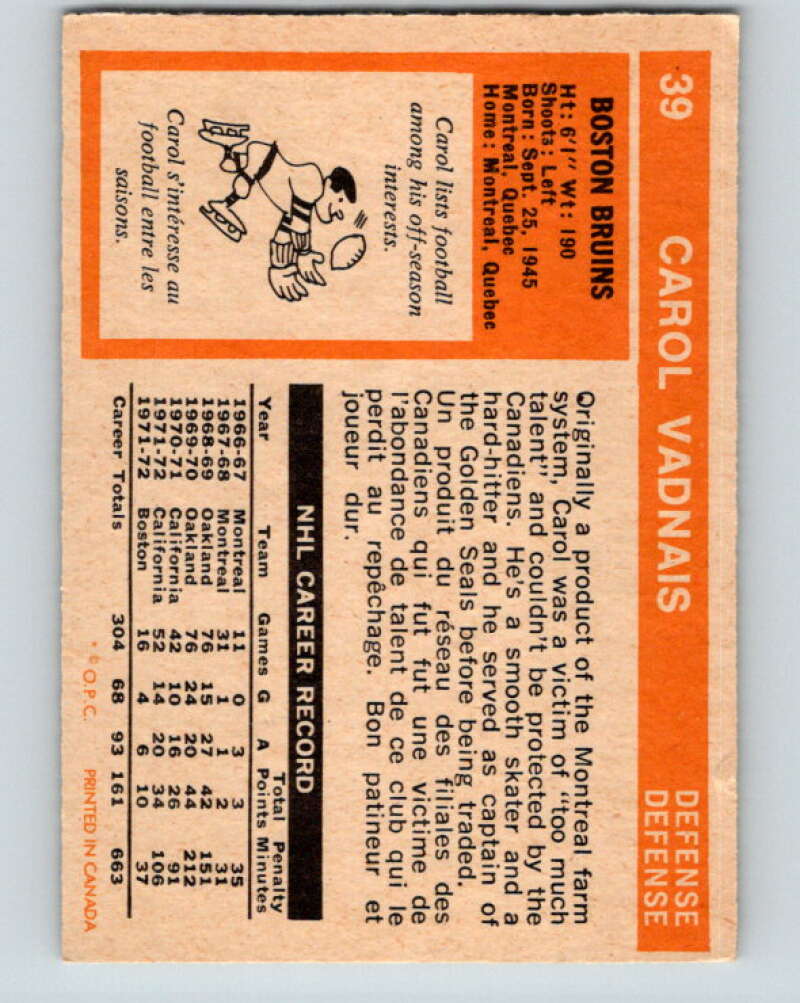 39 CAROL VADNAIS DEFENSE
DEFENSE
BOSTON BRUINS
Ht: 6'1" Wt: 190
Shoots: Left
Born: Sept. 25, 1945
Montreal, Quebec
Home: Montreal, Quebec
Carol lists football
among his off-season
interests.
Carol s'intéresse au
football entre les
saisons.
Originally a product of the Montreal farm
system, Carol was a victim of "too much
talent" and couldn't be protected by the
Canadiens. He's a smooth skater and a
hard-hitter and he served as captain of
the Golden Seals before being traded.
Un produit du réseau des filiales des
Canadiens qui fut fut une victime de
l'abondance de talent de ce club qui le
perdit au repêchage. Bon patineur et
joueur dur.
NHL CAREER RECORD
Total Penalty
Year Team Games G A Points Minutes
1966-67 Montreal 11 0 3 3 35
1967-68 Montreal 31 1 1 2 31
1968-69 Oakland 76 15 27 42 151
1969-70 Oakland 76 24 20 44 212
1970-71 California 42 10 16 26 91
1971-72 California 52 14 20 34 106
1971-72 Boston 16 4 6 10 37
Career Totals 304 68 93 161 663
* © O.P.C. PRINTED IN CANADA